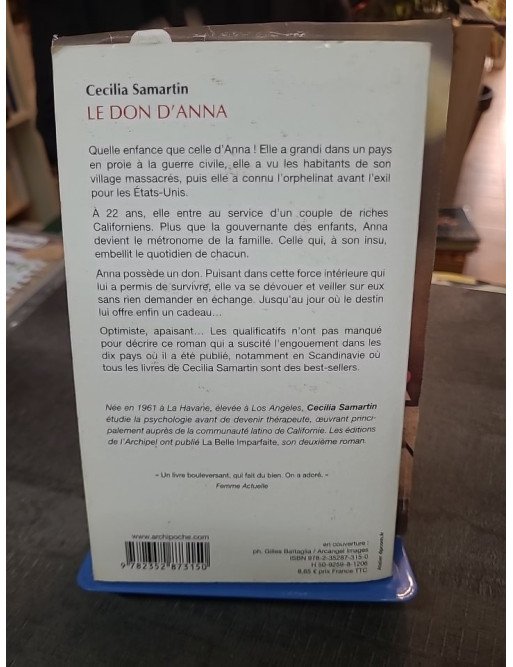 Cecilia Samartin
LE DON D'ANNA
Quelle enfance que celle d'Anna ! Elle a grandi dans un pays
en proie à la guerre civile, elle a vu les habitants de son
village massacrés, puis elle a connu l'orphelinat avant l'exil
pour les États-Unis.
À 22 ans, elle entre au service d'un couple de riches
Californiens. Plus que la gouvernante des enfants, Anna
devient le métronome de la famille. Celle qui, à son insu,
embellit le quotidien de chacun.
Anna possède un don. Puisant dans cette force intérieure qui
lui a permis de survivre, elle va se dévouer et veiller sur eux
sans rien demander en échange. Jusqu'au jour où le destin
lui offre enfin un cadeau…
Optimiste, apaisant… Les qualificatifs n'ont pas manqué
pour décrire ce roman qui a suscité l'engouement dans les
dix pays où il a été publié, notamment en Scandinavie où
tous les livres de Cecilia Samartin sont des best-sellers.
Née en 1961 à La Havane, élevée à Los Angeles, Cecilia Samartin
étudie la psychologie avant de devenir thérapeute, œuvrant princi-
palement auprès de la communauté latino de Californie. Les éditions
de l'Archipel ont publié La Belle Imparfaite, son deuxième roman.
« Un livre bouleversant, qui fait du bien. On a adoré. »
Femme Actuelle
www.archipoche.com
9 782352 873150
en couverture :
ph. Gilles Battaglia / Arcangel Images
ISBN 978-2-35287-315-0
H 50-9259-8-1206
8,65 € prix France TTC